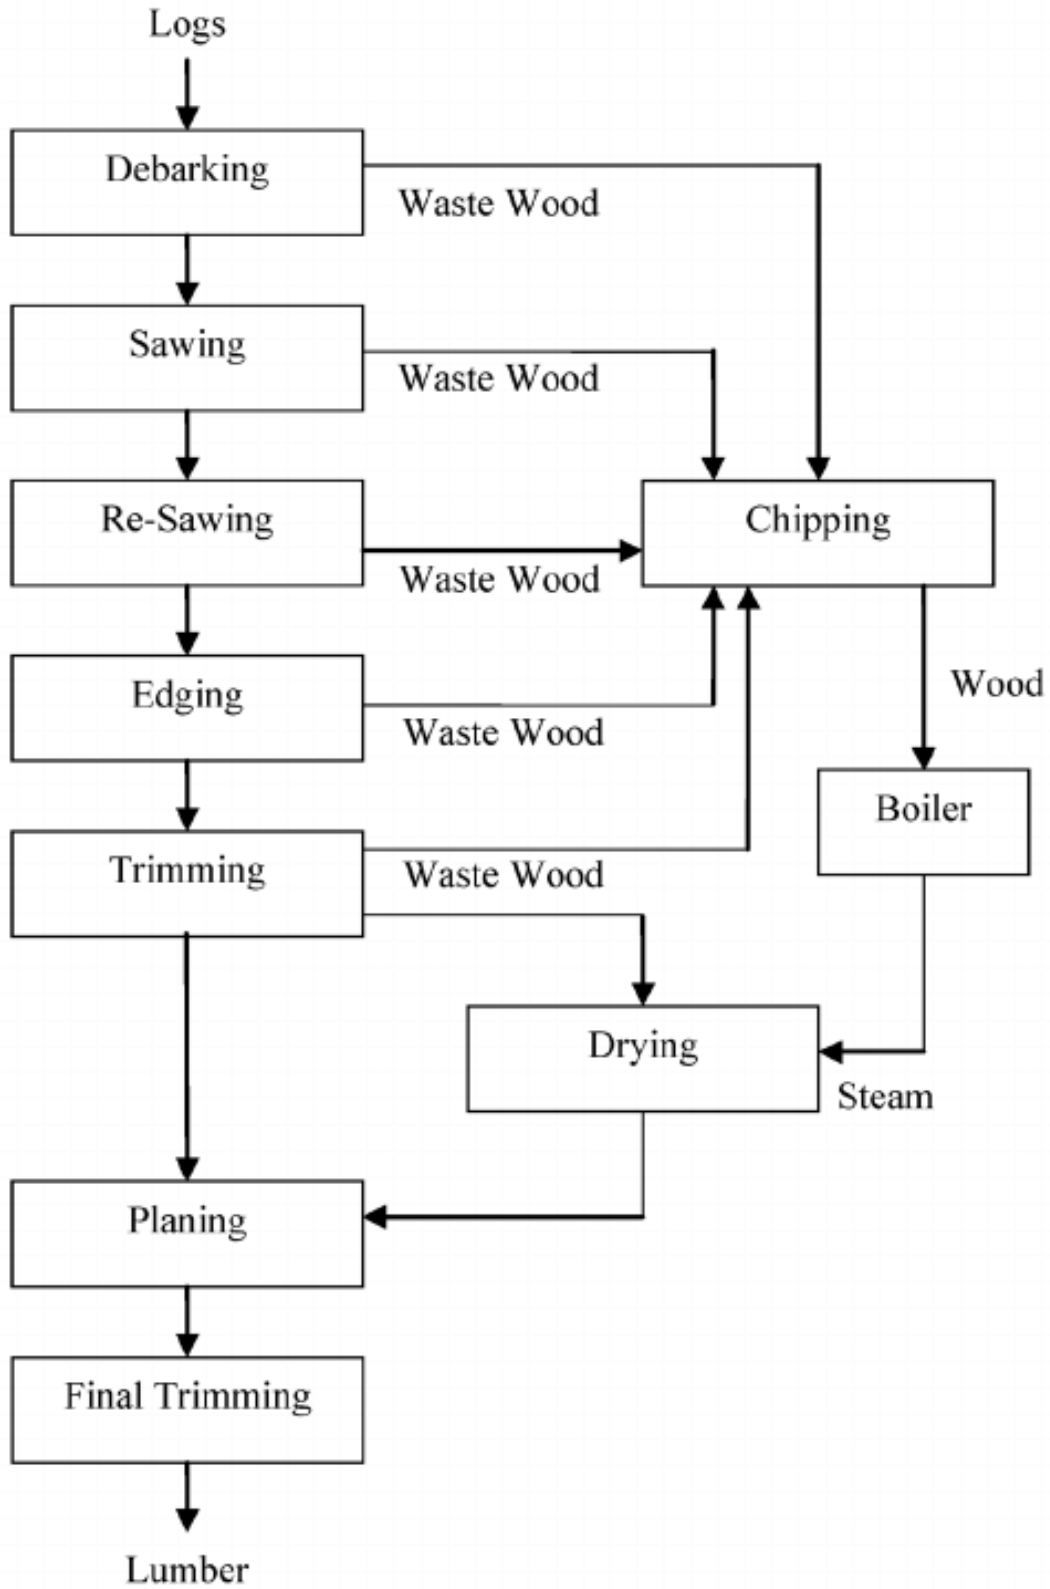 Logs
Debarking
Waste Wood
Sawing
Waste Wood
Re-Sawing
Chipping
Waste Wood
Edging
Wood
Waste Wood
Boiler
Trimming
Waste Wood
Drying
Steam
Planing
Final Trimming
Lumber